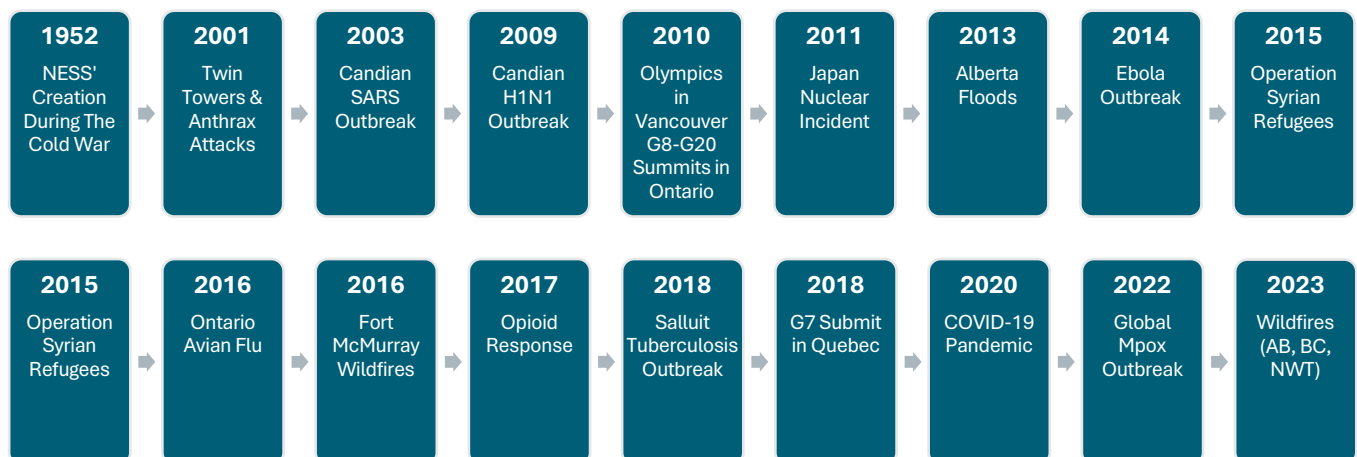 1952
NESS'
Creation
During The
Cold War
2001
Twin
Towers &
Anthrax
Attacks
2003
Candian
SARS
Outbreak
2009
Candian
H1N1
Outbreak
2010
Olympics
in
Vancouver
G8-G20
Summits in
Ontario
2011
Japan
Nuclear
Incident
2013
Alberta
Floods
2014
Ebola
Outbreak
2015
Operation
Syrian
Refugees
2015
Operation
Syrian
Refugees
2016
Ontario
Avian Flu
2016
Fort
McMurray
Wildfires
2017
Opioid
Response
2018
Salluit
Tuberculosis
Outbreak
2018
G7 Submit
in Quebec
2020
COVID-19
Pandemic
2022
Global
Mpox
Outbreak
2023
Wildfires
(AB, BC,
NWT)